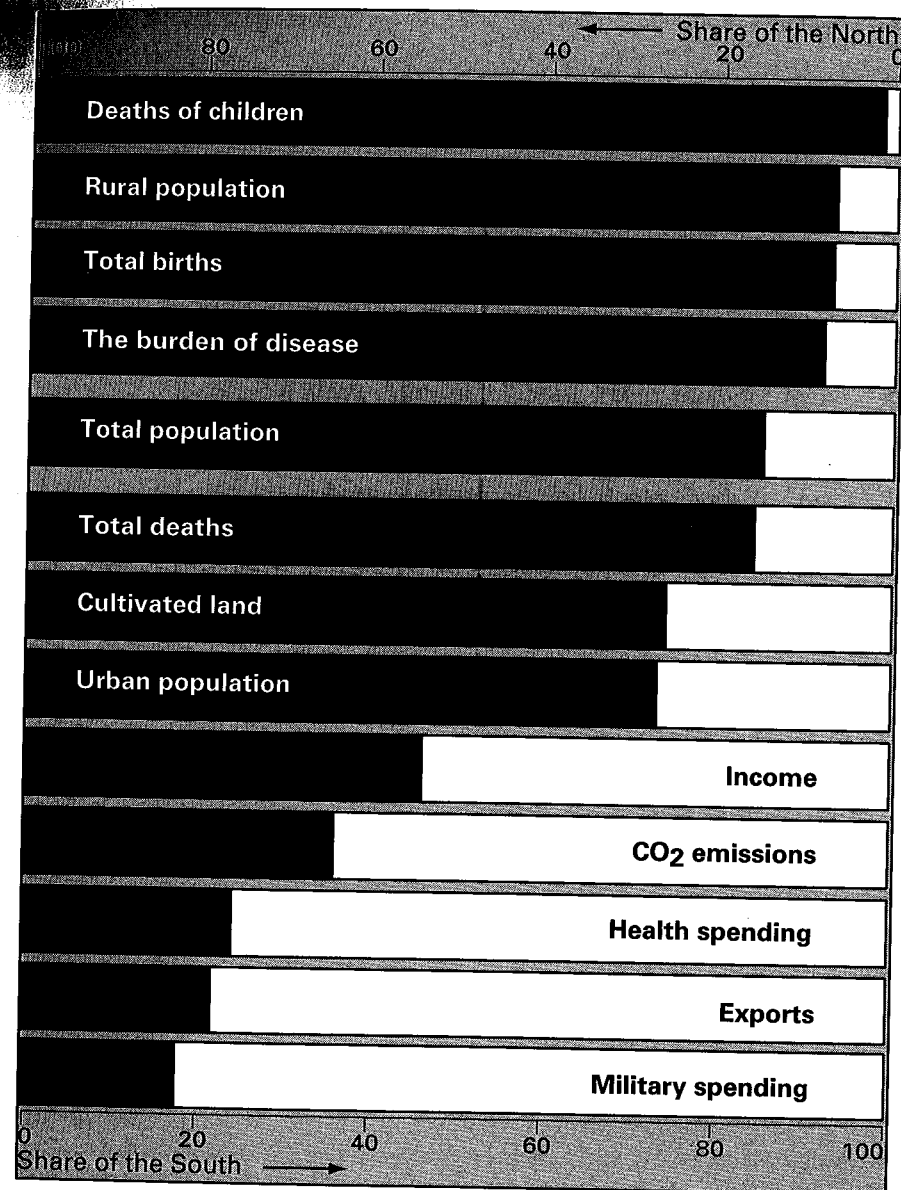 Share of the North
100 80 60 40 20 0
Deaths of children
Rural population
Total births
The burden of disease
Total population
Total deaths
Cultivated land
Urban population
Income
CO2 emissions
Health spending
Exports
Military spending
0 20 40 60 80 100
Share of the South